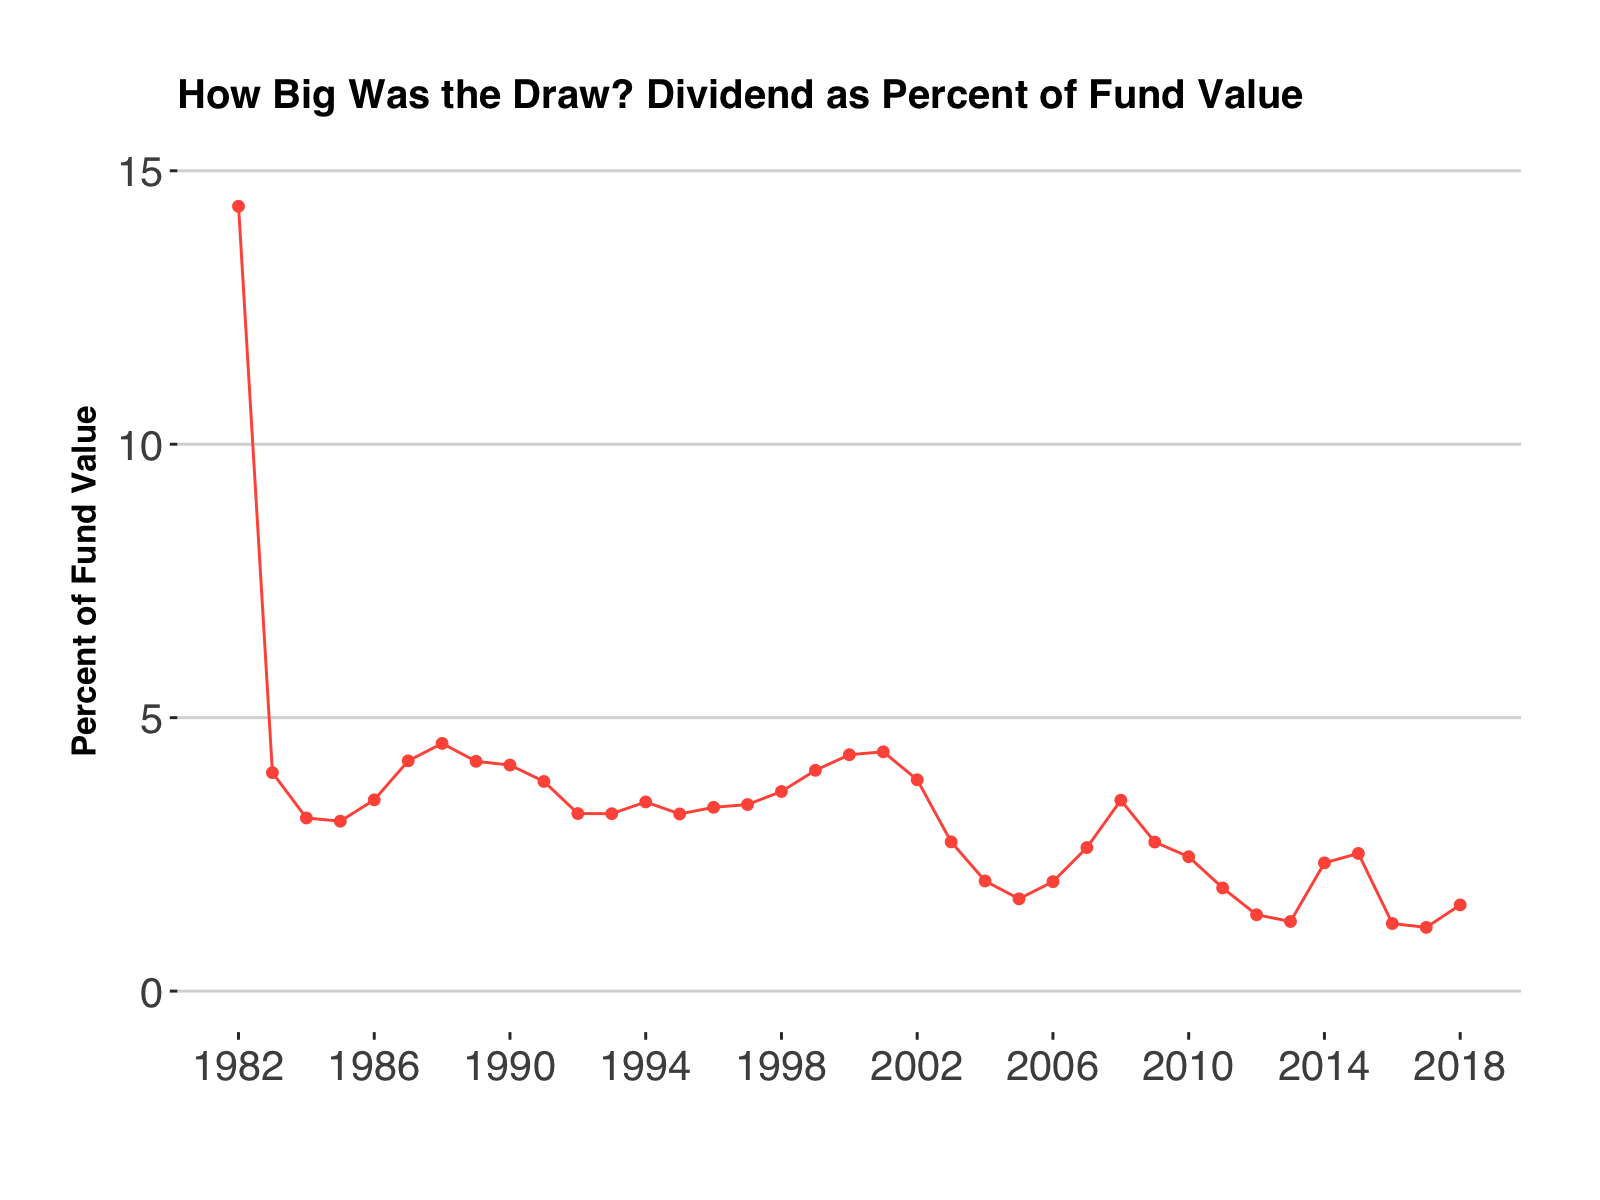 How Big Was the Draw? Dividend as Percent of Fund Value
Percent of Fund Value
15
10
5
0
1982 1986 1990 1994 1998 2002 2006 2010 2014 2018